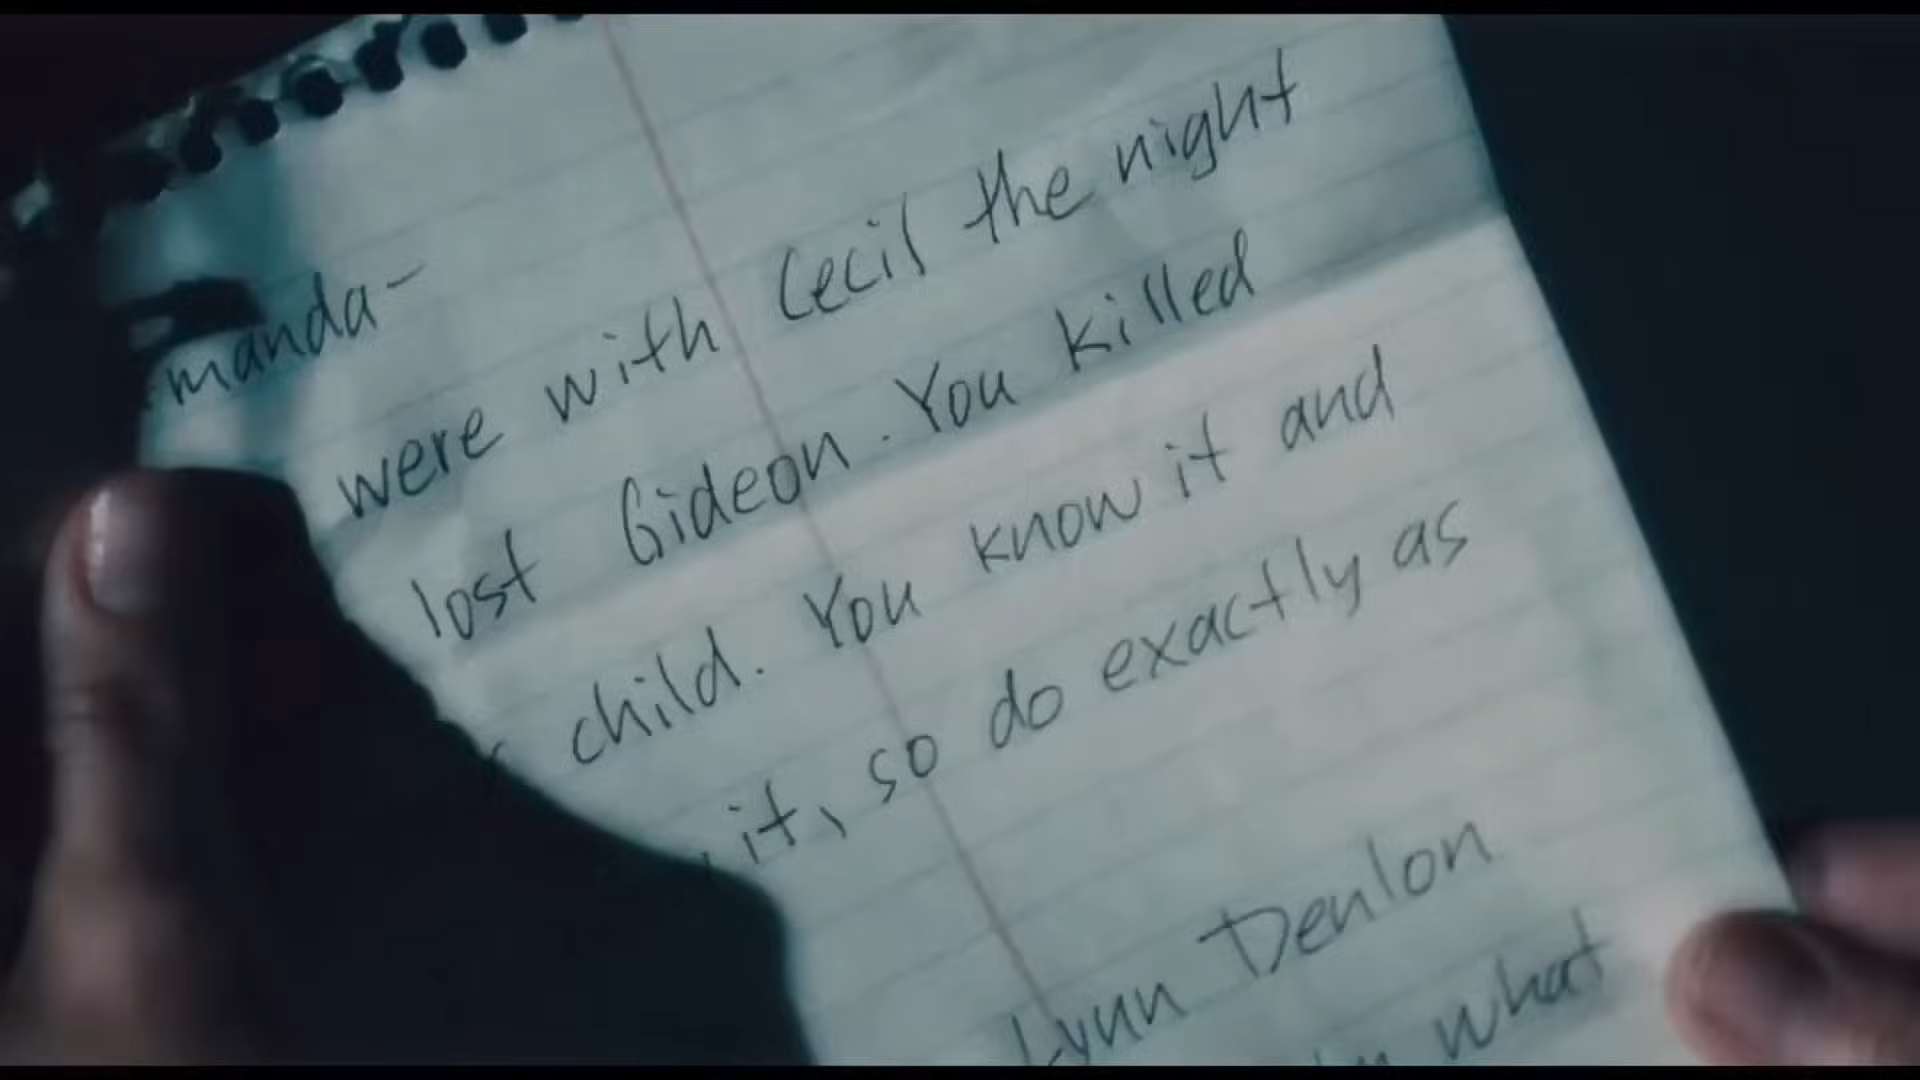 manda-
were with Cecil the night
lost Gideon. You killed
child. You know it and
it, so do exactly as
Lynn Denlon
what